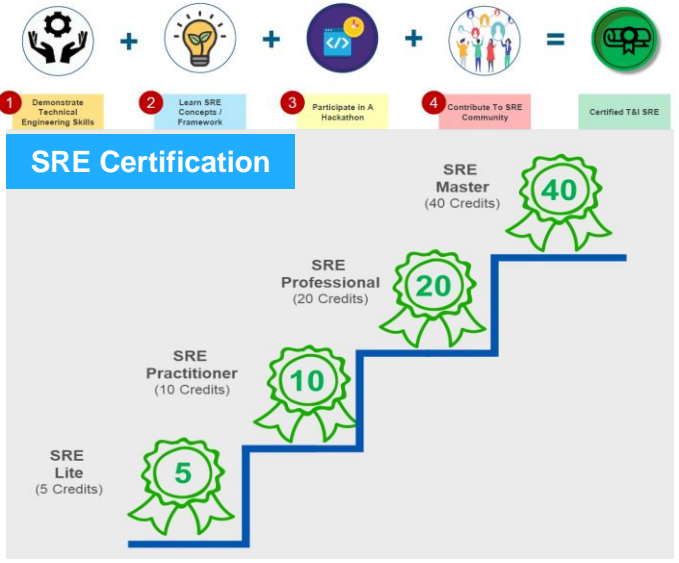 1
Demonstrate
Technical
Engineering Skills
2
Learn SRE
Concepts /
Framework
3
Participate in A
Hackathon
4
Contribute To SRE
Community
Certified T&I SRE
SRE Certification
SRE
Master
(40 Credits)
40
SRE
Professional
(20 Credits)
20
SRE
Practitioner
(10 Credits)
10
SRE
Lite
(5 Credits)
5